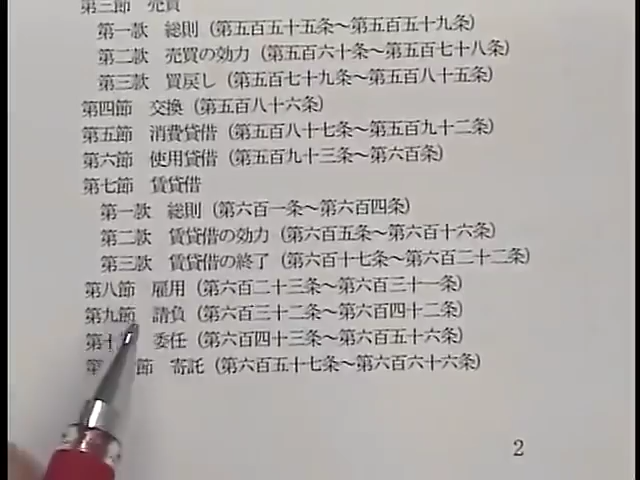 第三節　売買
第一款　総則（第五百五十五条〜第五百五十九条）
第二款　売買の効力（第五百六十条〜第五百七十八条）
第三款　買戻し（第五百七十九条〜第五百八十五条）
第四節　交換（第五百八十六条）
第五節　消費貸借（第五百八十七条〜第五百九十二条）
第六節　使用貸借（第五百九十三条〜第六百条）
第七節　賃貸借
第一款　総則（第六百一条〜第六百四条）
第二款　賃貸借の効力（第六百五条〜第六百十六条）
第三款　賃貸借の終了（第六百十七条〜第六百二十二条）
第八節　雇用（第六百二十三条〜第六百三十一条）
第九節　請負（第六百三十二条〜第六百四十二条）
第十　委任（第六百四十三条〜第六百五十六条）
第　節　寄託（第六百五十七条〜第六百六十六条）
2